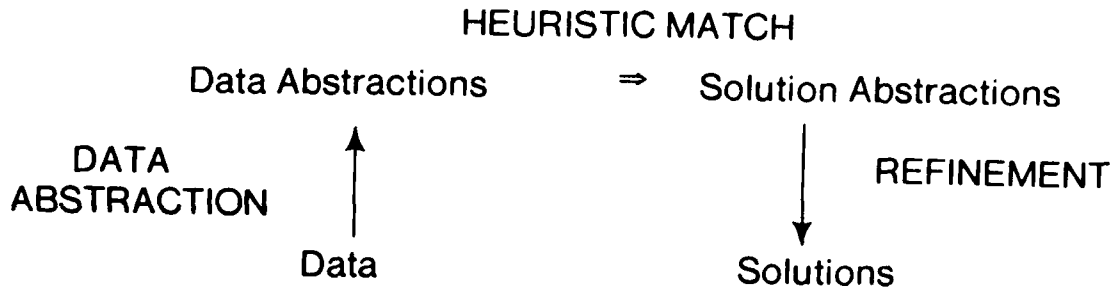 HEURISTIC MATCH
Data Abstractions ⇒ Solution Abstractions
DATA
ABSTRACTION
REFINEMENT
Data
Solutions